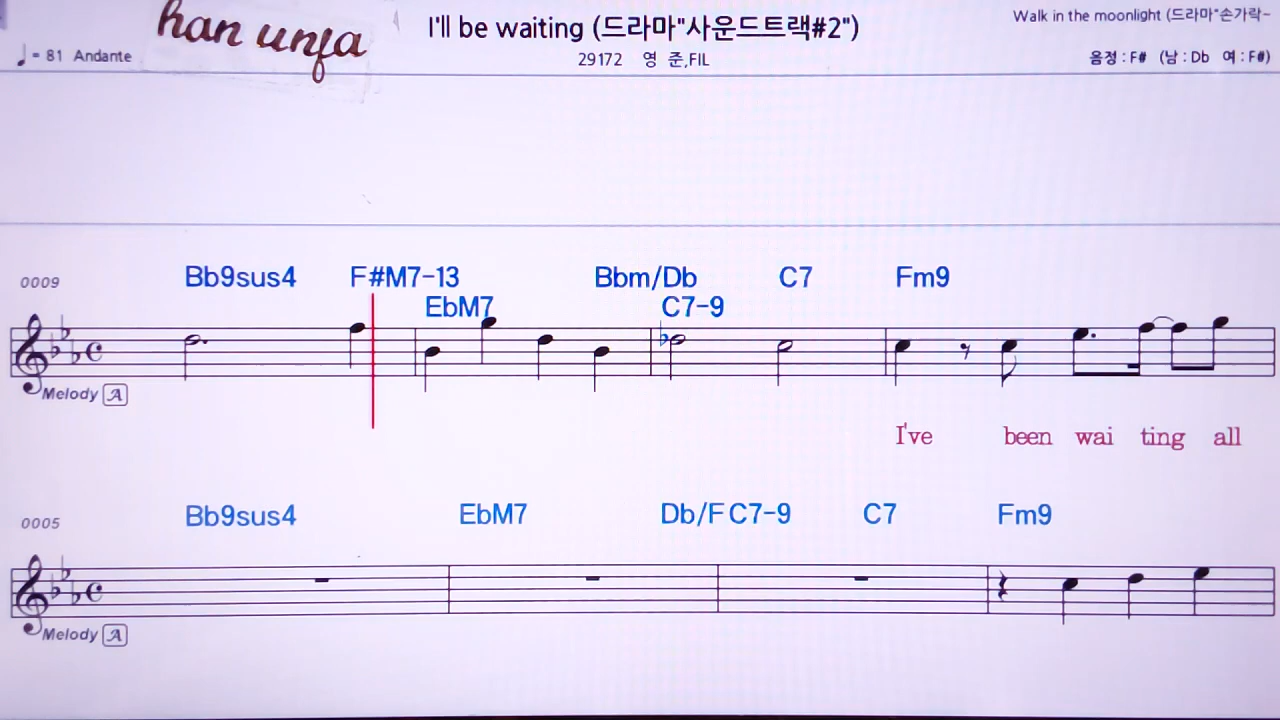 han unja
I'll be waiting (드라마"사운드트랙#2")
Walk in the moonlight (드라마"손가락-
♩= 81 Andante
29172 영 준,FIL
음정 : F# (남 : Db 여 : F#)
0009 Bb9sus4 F#M7-13 Bbm/Db C7 Fm9
EbM7 C7-9
Melody A
I've been wai ting all
0005 Bb9sus4 EbM7 Db/F C7-9 C7 Fm9
Melody A